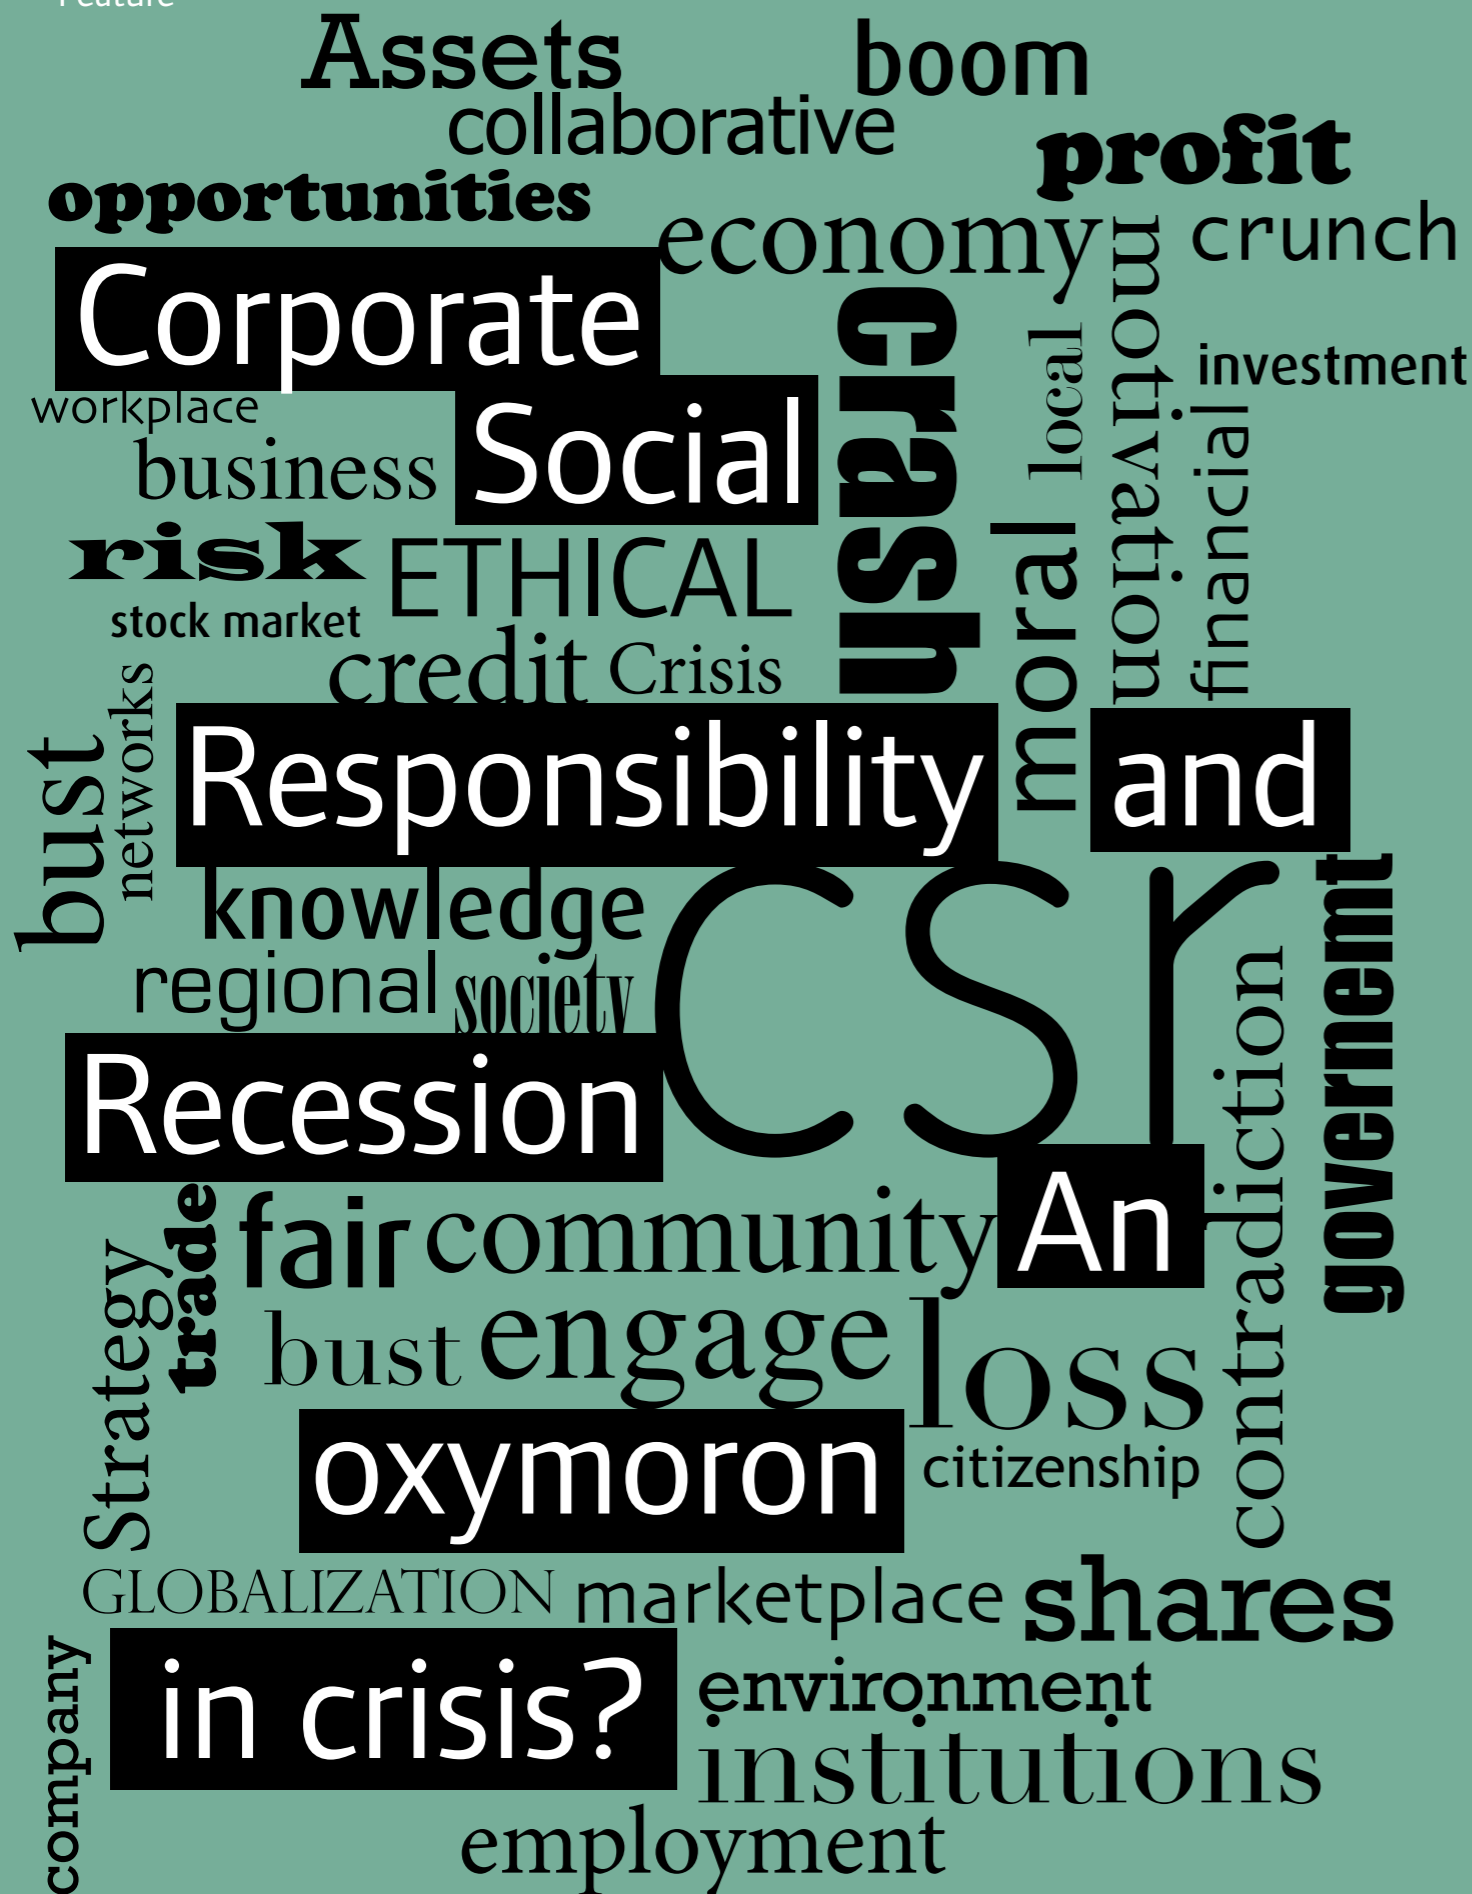 Feature
Assets
boom
collaborative
profit
opportunities
economy
crunch
motivation
Corporate
crash
local
investment
workplace
Social
financial
business
risk
ETHICAL
moral
stock market
credit
Crisis
networks
Responsibility
and
bust
knowledge
csr
governemt
regional
society
contradiction
Recession
An
trade
fair
community
Strategy
bust
engage
loss
oxymoron
citizenship
GLOBALIZATION
marketplace
shares
in crisis?
company
environment
institutions
employment